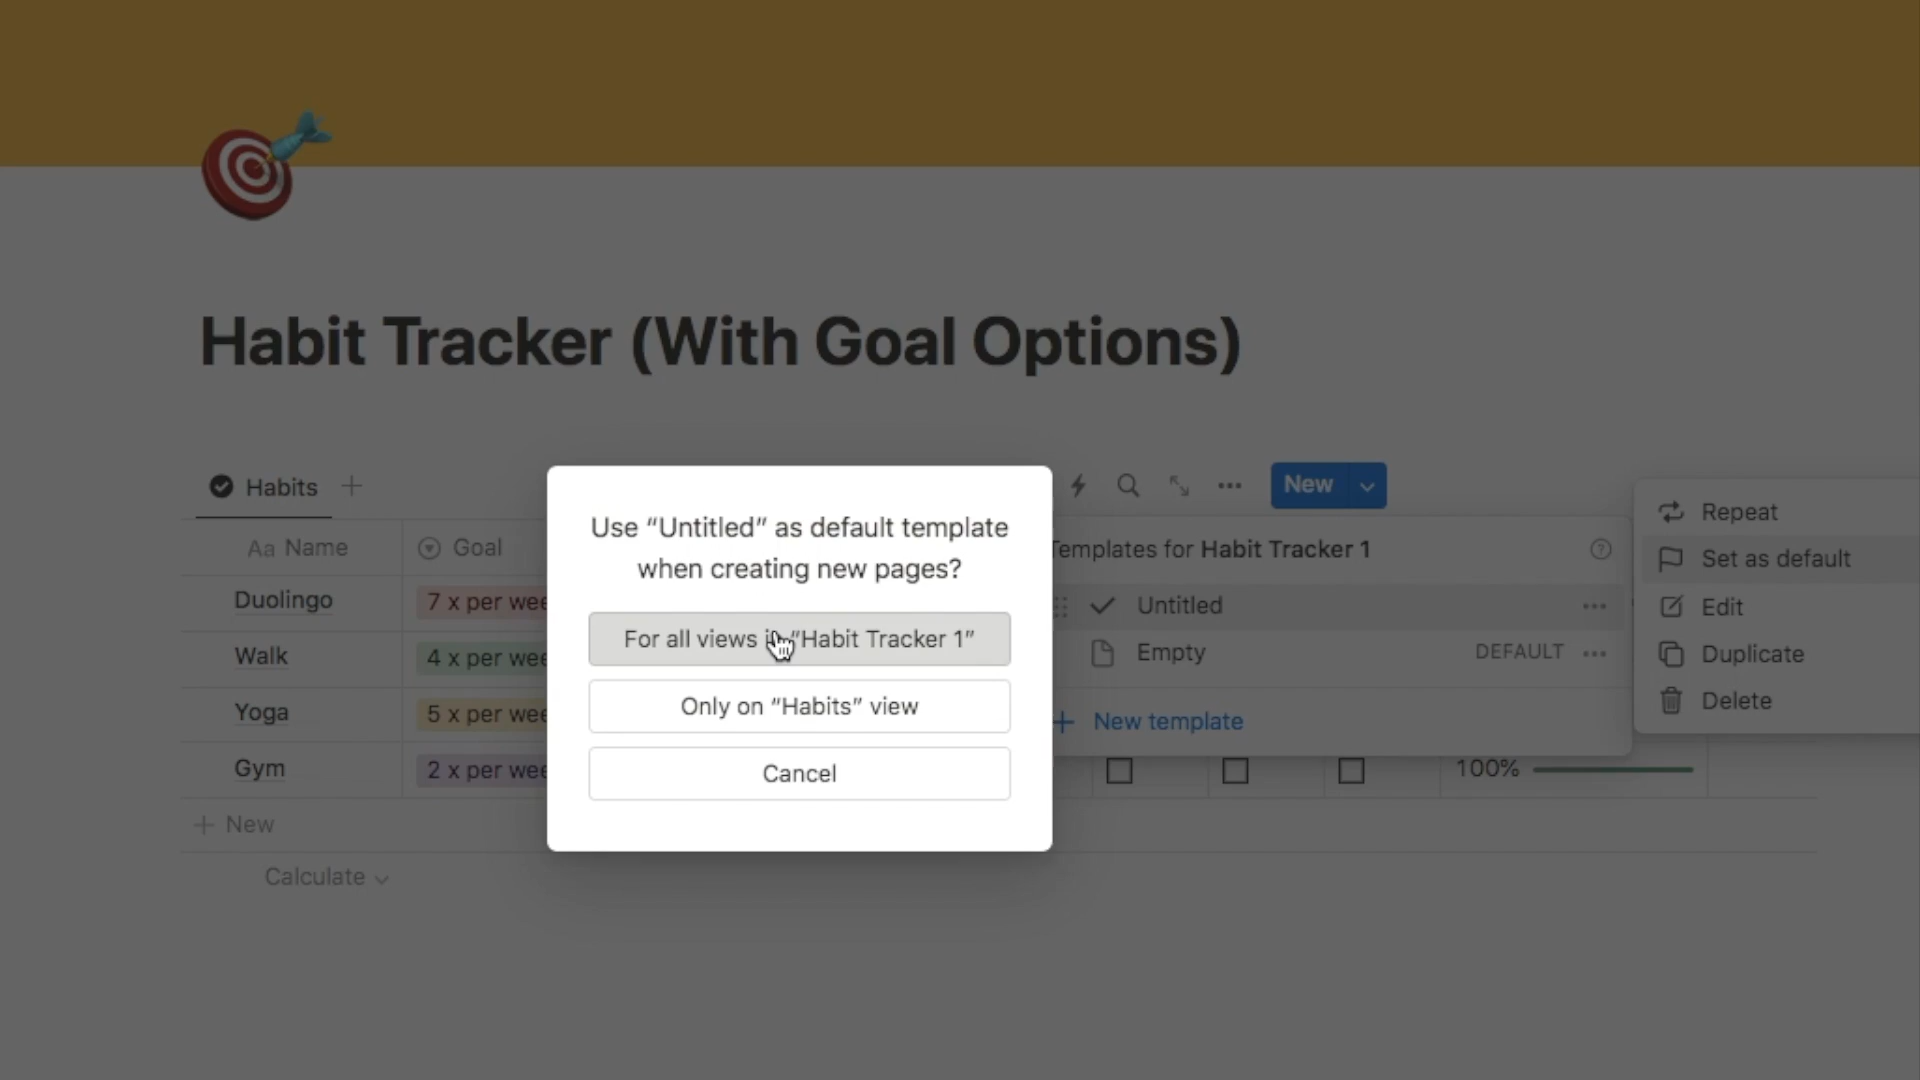 Habit Tracker (With Goal Options)
Habits
New
Aa Name
Goal
Duolingo
7 x per wee
Walk
4 x per wee
Yoga
5 x per wee
Gym
2 x per wee
100%
New
Calculate
Use “Untitled” as default template
when creating new pages?
For all views i “Habit Tracker 1”
Only on “Habits” view
Cancel
Templates for Habit Tracker 1
Untitled
Empty
DEFAULT
New template
Repeat
Set as default
Edit
Duplicate
Delete